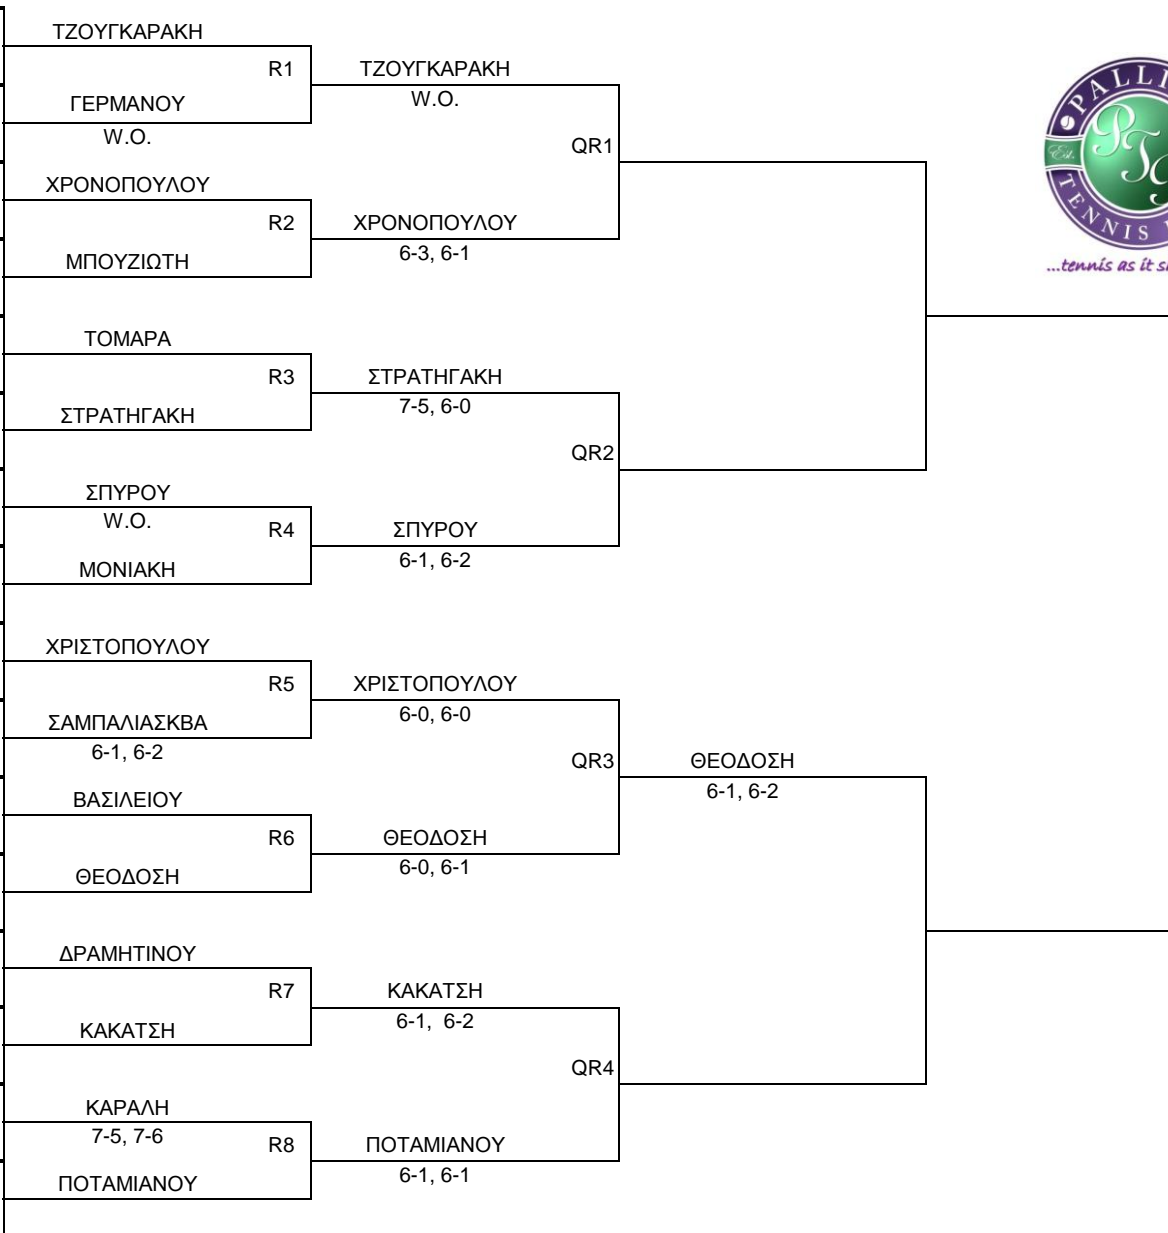 ΤΖΟΥΓΚΑΡΑΚΗ
R1
ΤΖΟΥΓΚΑΡΑΚΗ
W.O.
ΓΕΡΜΑΝΟΥ
W.O.
QR1
ΧΡΟΝΟΠΟΥΛΟΥ
R2
ΧΡΟΝΟΠΟΥΛΟΥ
6-3, 6-1
ΜΠΟΥΖΙΩΤΗ
ΤΟΜΑΡΑ
R3
ΣΤΡΑΤΗΓΑΚΗ
7-5, 6-0
ΣΤΡΑΤΗΓΑΚΗ
QR2
ΣΠΥΡΟΥ
W.O.
R4
ΣΠΥΡΟΥ
6-1, 6-2
ΜΟΝΙΑΚΗ
ΧΡΙΣΤΟΠΟΥΛΟΥ
R5
ΧΡΙΣΤΟΠΟΥΛΟΥ
6-0, 6-0
ΣΑΜΠΑΛΙΑΣΚΒΑ
6-1, 6-2
QR3
ΘΕΟΔΟΣΗ
6-1, 6-2
ΒΑΣΙΛΕΙΟΥ
R6
ΘΕΟΔΟΣΗ
6-0, 6-1
ΘΕΟΔΟΣΗ
ΔΡΑΜΗΤΙΝΟΥ
R7
ΚΑΚΑΤΣΗ
6-1, 6-2
ΚΑΚΑΤΣΗ
QR4
ΚΑΡΑΛΗ
7-5, 7-6
R8
ΠΟΤΑΜΙΑΝΟΥ
6-1, 6-1
ΠΟΤΑΜΙΑΝΟΥ
Est.
TENNIS
...tennis as it